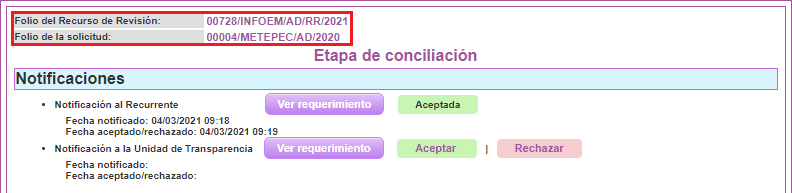 Folio del Recurso de Revisión: 00728/INFOEM/AD/RR/2021
Folio de la solicitud: 00004/METEPEC/AD/2020
Etapa de conciliación
Notificaciones
• Notificación al Recurrente Ver requerimiento Aceptada
Fecha notificado: 04/03/2021 09:18
Fecha aceptado/rechazado: 04/03/2021 09:19
• Notificación a la Unidad de Transparencia Ver requerimiento Aceptar | Rechazar
Fecha notificado:
Fecha aceptado/rechazado: